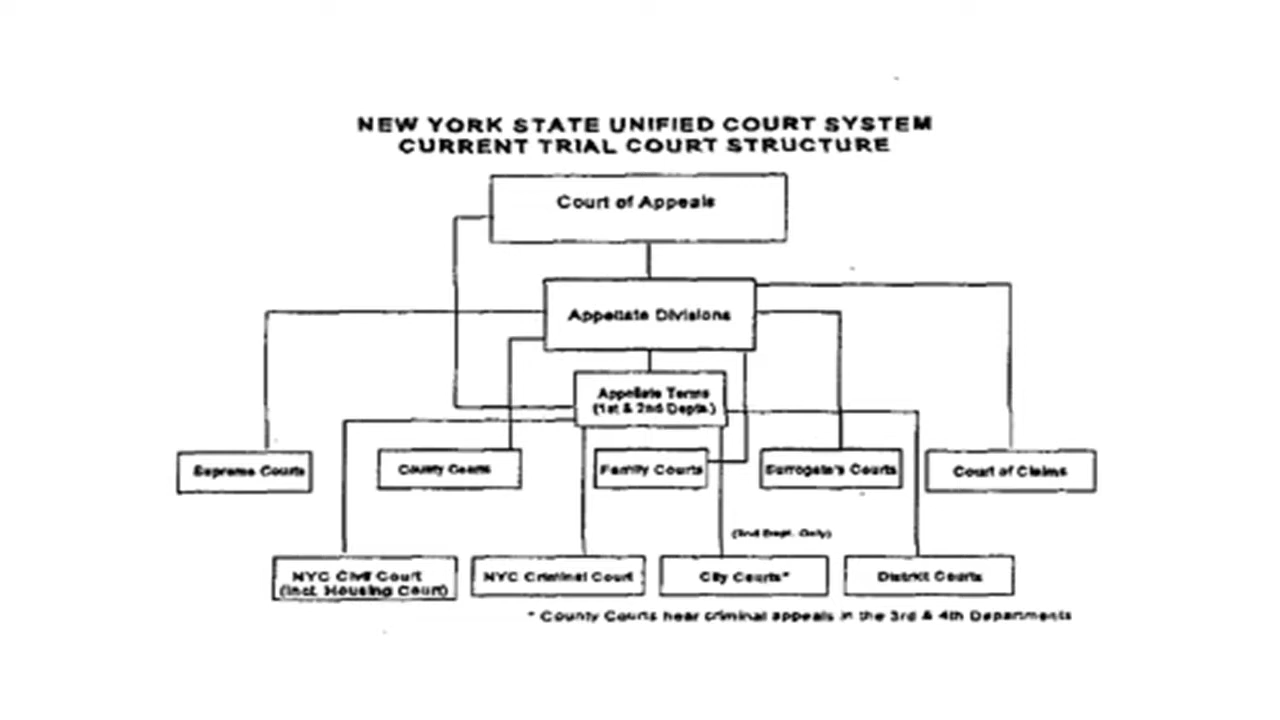 NEW YORK STATE UNIFIED COURT SYSTEM
CURRENT TRIAL COURT STRUCTURE
Court of Appeals
Appellate Divisions
Appellate Terms
(1st & 2nd Depts.)
Supreme Courts
County Courts
Family Courts
Surrogate's Courts
Court of Claims
(2nd Dept. Only)
NYC Civil Court
(incl. Housing Court)
NYC Criminal Court
City Courts*
District Courts
* County Courts hear criminal appeals in the 3rd & 4th Departments